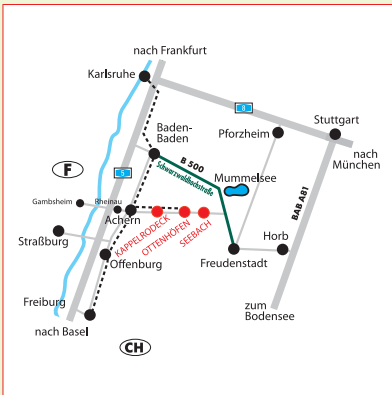 nach Frankfurt
Karlsruhe
8
Stuttgart
Baden-
Baden
Pforzheim
B 500
nach
München
Schwarzwaldhochstraße
Mummelsee
5
F
BAB A81
Gambsheim
Rheinau
Achern
KAPPELRODECK
OTTENHÖFEN
SEEBACH
Straßburg
Horb
Offenburg
Freudenstadt
Freiburg
zum
Bodensee
nach Basel
CH